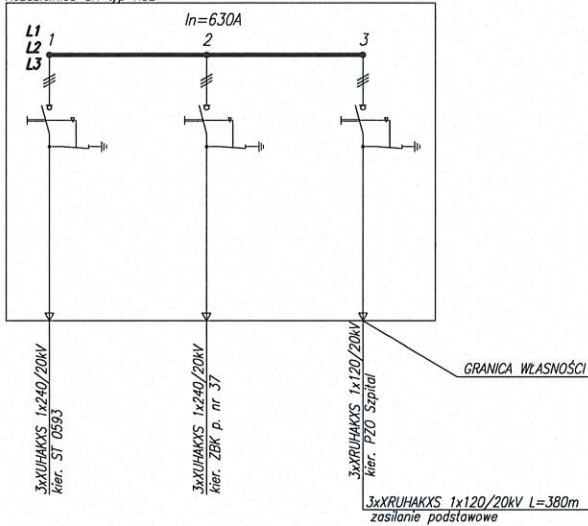 In=630A
L1
L2
L3
1
2
3
3xXUHAKXS 1x240/20kV
kier. ST 0593
3xXUHAKXS 1x240/20kV
kier. ZBK p. nr 37
3xXRUHAKXS 1x120/20kV
kier. PZO Szpital
GRANICA WŁASNOŚCI
3xXRUHAKXS 1x120/20kV L=380m
zasilanie podstawowe